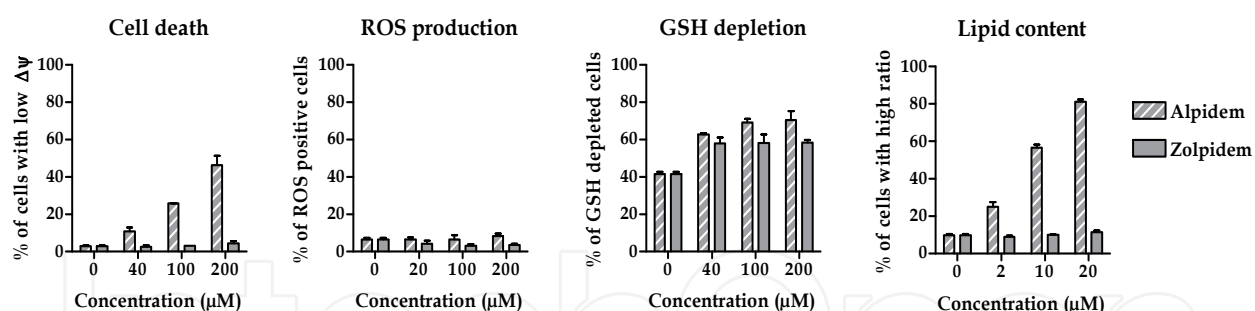 Cell death
% of cells with low Δψ
100
80
60
40
20
0
0 40 100 200
Concentration (µM)
ROS production
% of ROS positive cells
100
80
60
40
20
0
0 20 100 200
Concentration (µM)
GSH depletion
% of GSH depleted cells
100
80
60
40
20
0
0 40 100 200
Concentration (µM)
Lipid content
% of cells with high ratio
100
80
60
40
20
0
0 2 10 20
Concentration (µM)
Alpidem
Zolpidem